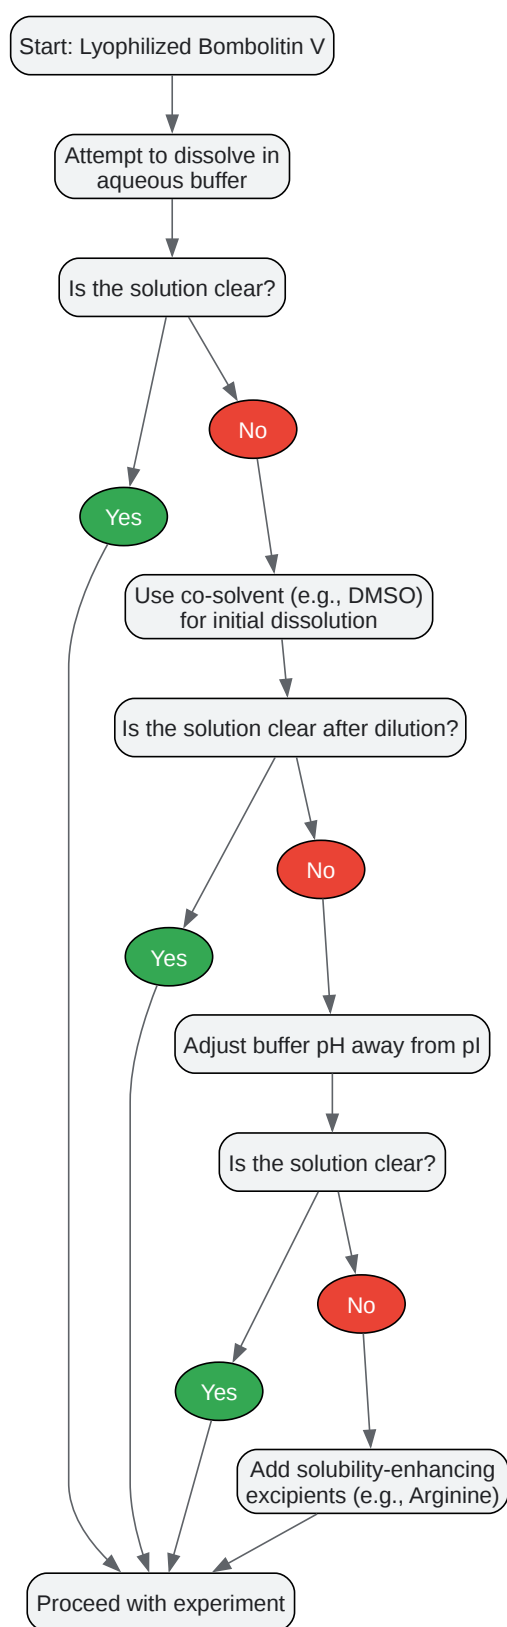 Start: Lyophilized Bombolitin V
Attempt to dissolve in
aqueous buffer
Is the solution clear?
No
Yes
Use co-solvent (e.g., DMSO)
for initial dissolution
Is the solution clear after dilution?
No
Yes
Adjust buffer pH away from pI
Is the solution clear?
No
Yes
Add solubility-enhancing
excipients (e.g., Arginine)
Proceed with experiment